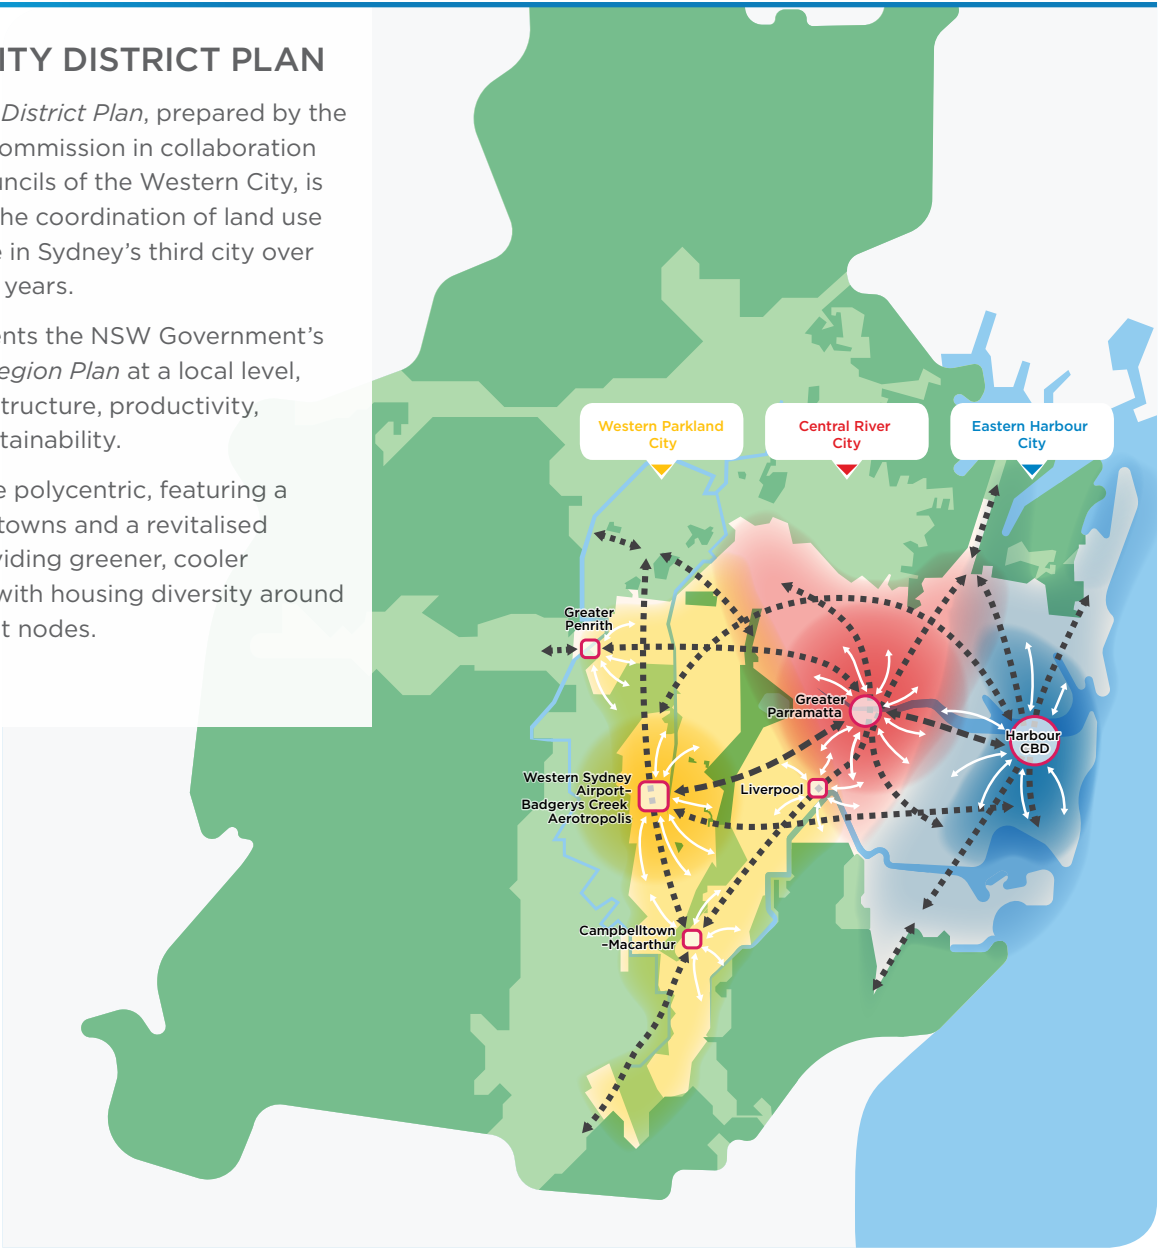 ITY DISTRICT PLAN
District Plan, prepared by the
ommission in collaboration
uncils of the Western City, is
he coordination of land use
e in Sydney's third city over
years.
ents the NSW Government's
egion Plan at a local level,
structure, productivity,
tainability.
e polycentric, featuring a
towns and a revitalised
viding greener, cooler
with housing diversity around
t nodes.
Western Parkland
City
Central River
City
Eastern Harbour
City
Greater
Penrith
Greater
Parramatta
Harbour
CBD
Western Sydney
Airport–
Badgerys Creek
Aerotropolis
Liverpool
Campbelltown
–Macarthur